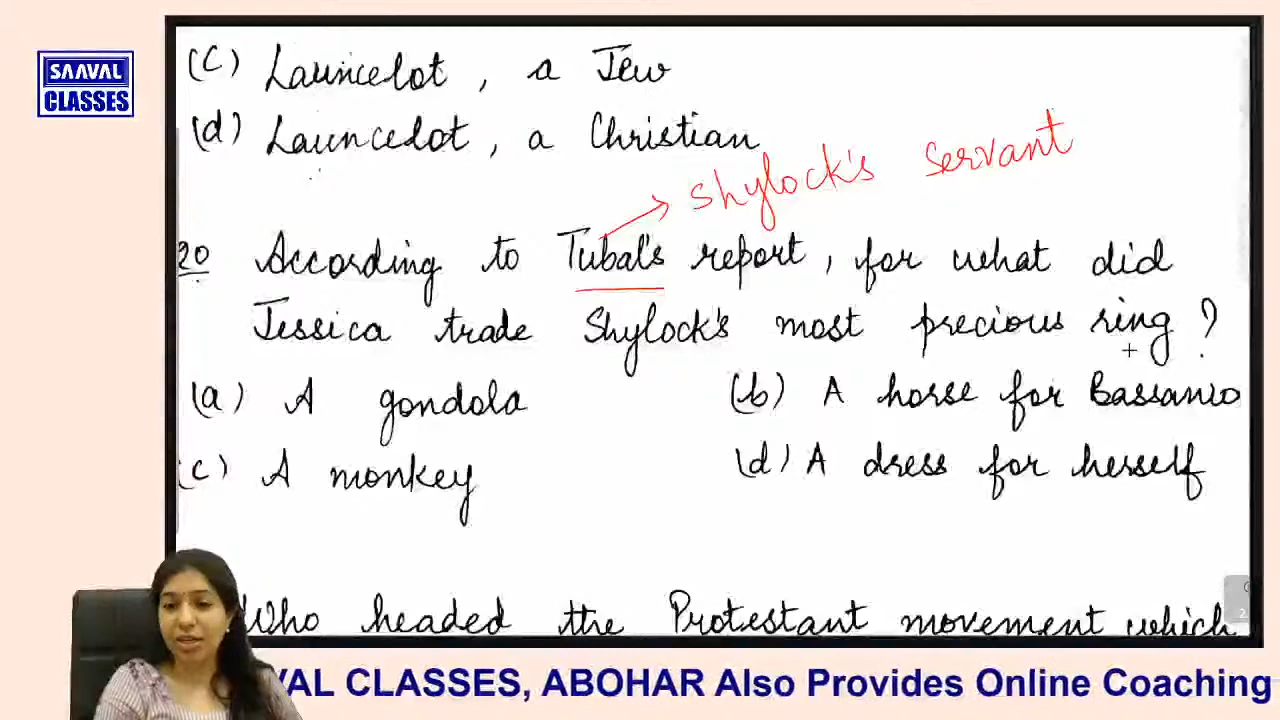 SAAVAL
CLASSES
(c) Launcelot, a Jew
(d) Launcelot, a Christian
Shylock's servant
20 According to Tubal's report, for what did
Jessica trade Shylock's most precious ring?
(a) A gondola
(b) A horse for Bassanio
(c) A monkey
(d) A dress for herself
Who headed the Protestant movement which
VAL CLASSES, ABOHAR Also Provides Online Coaching